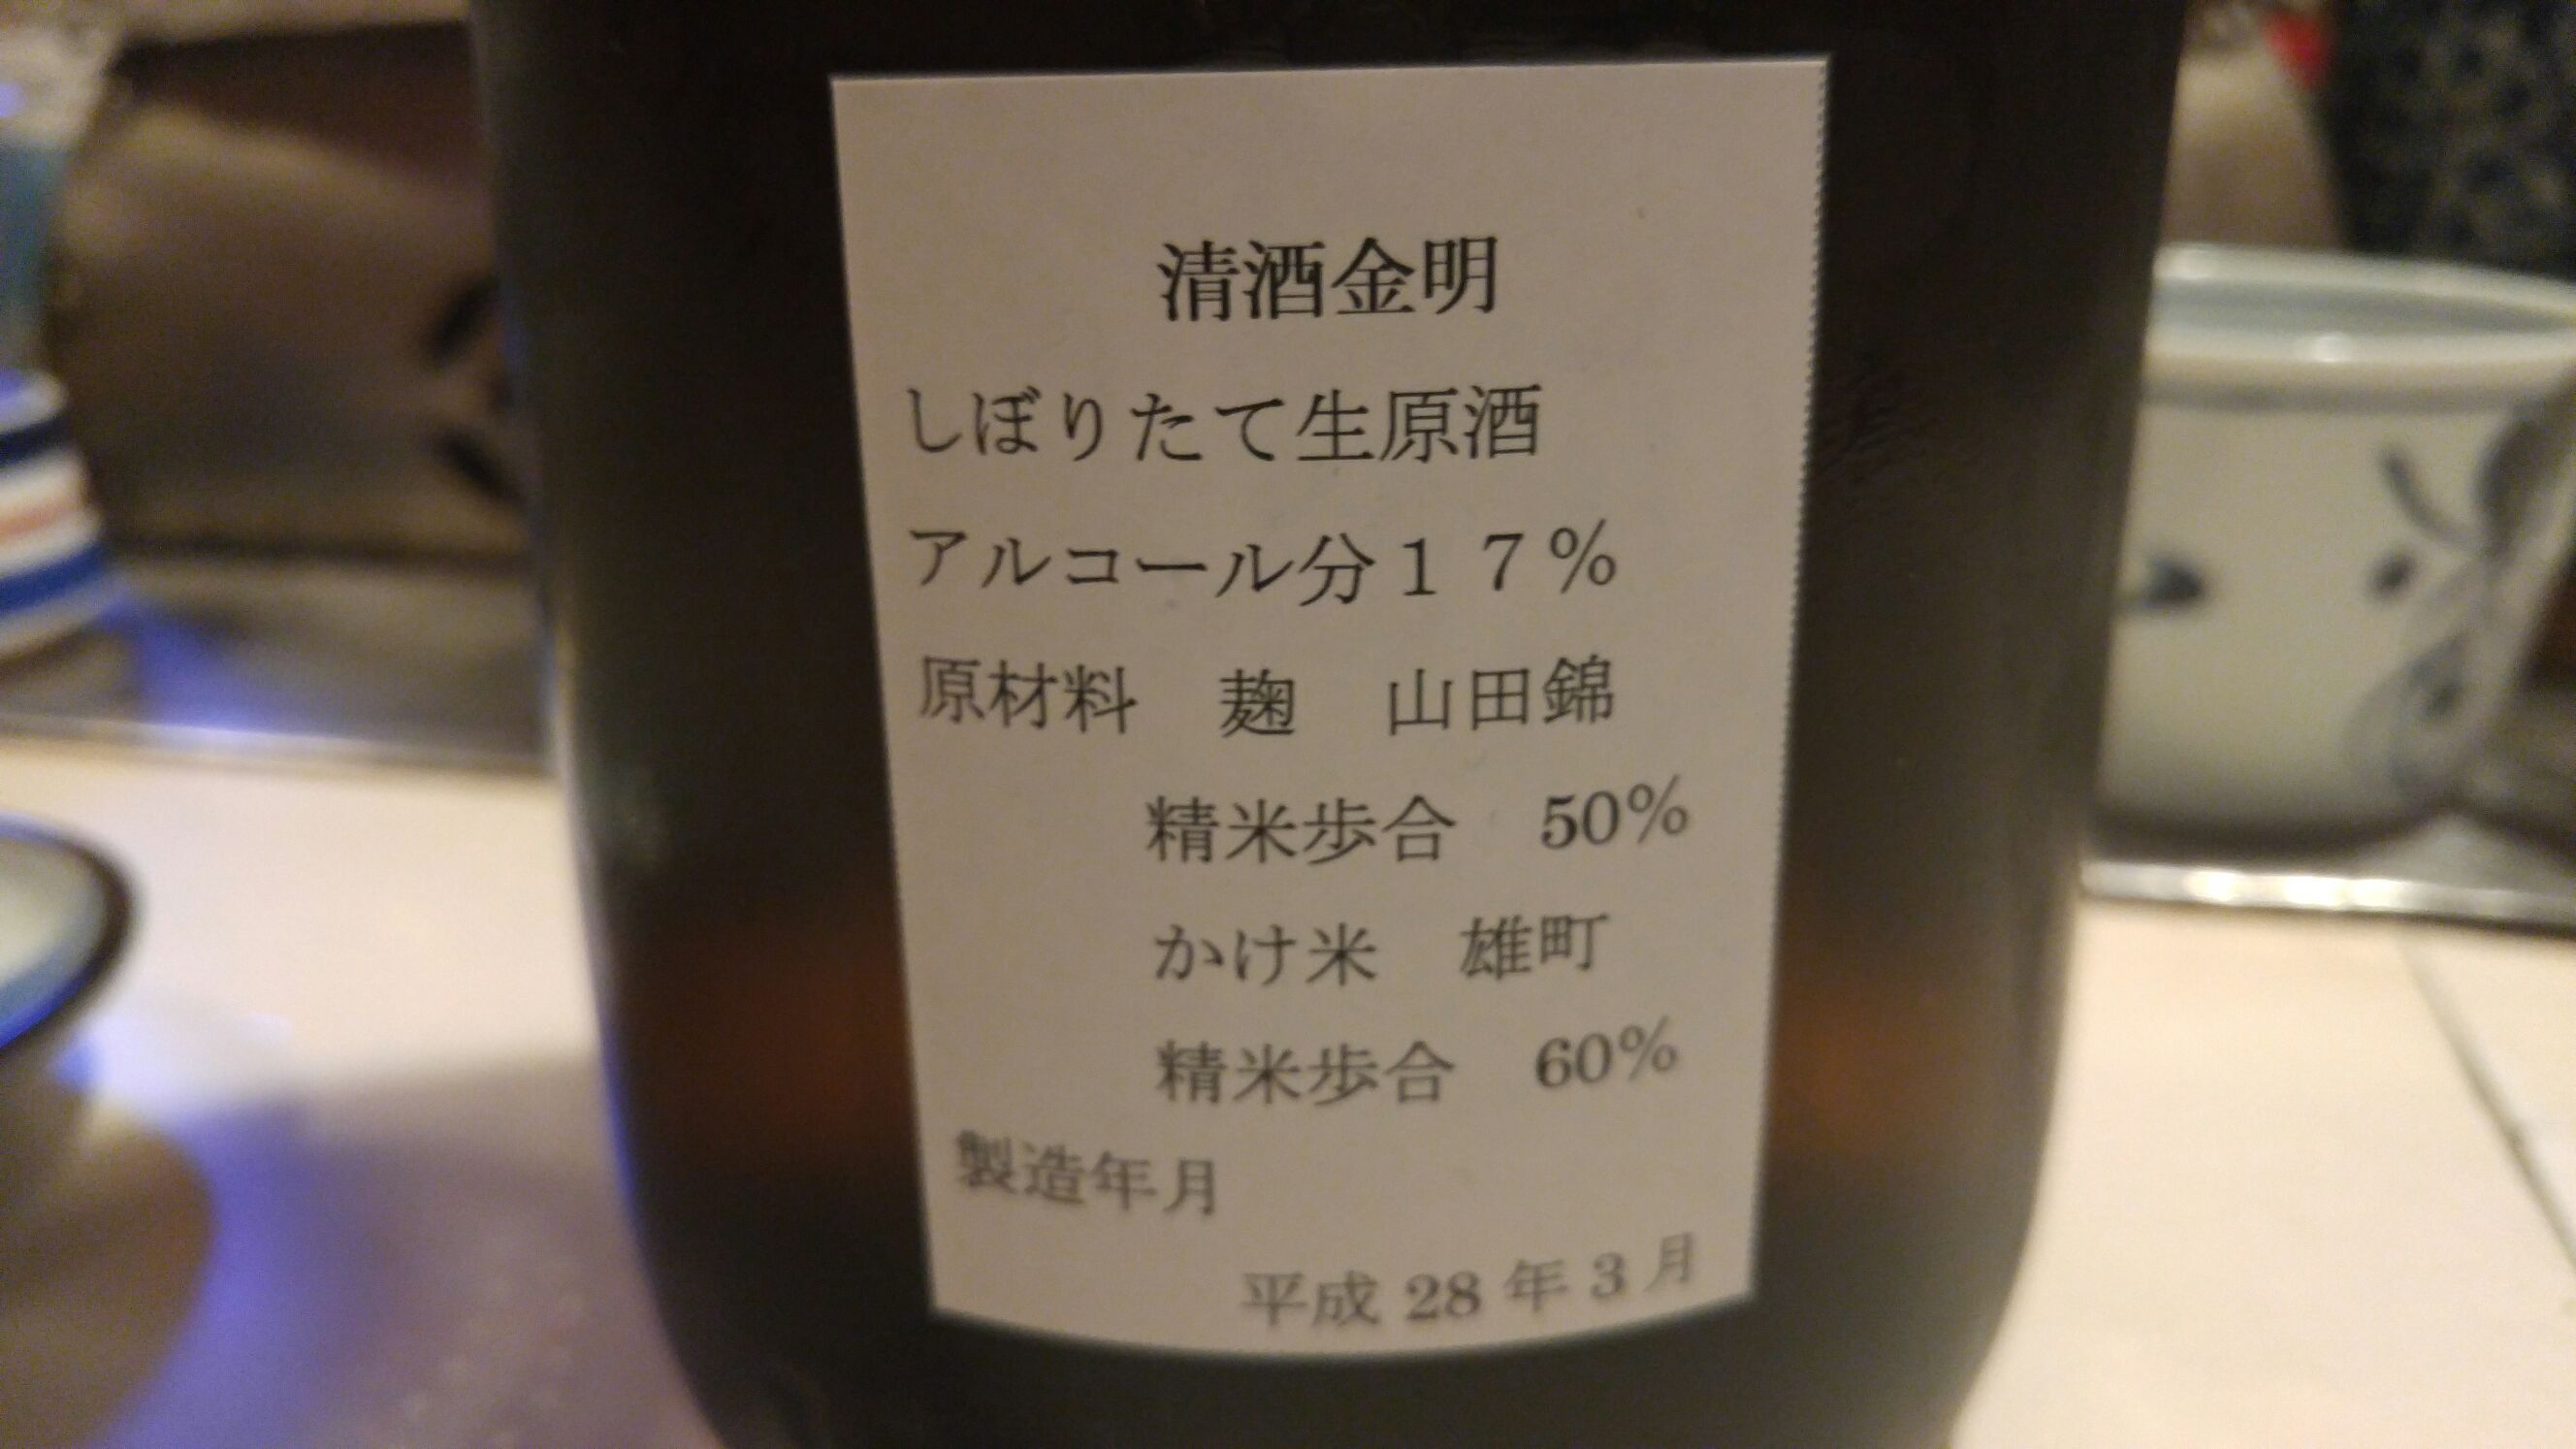 清酒金明
しぼりたて生原酒
アルコール分１７%
原材料　麹　山田錦
精米歩合　50%
かけ米　雄町
精米歩合　60%
製造年月
平成 28 年 3 月